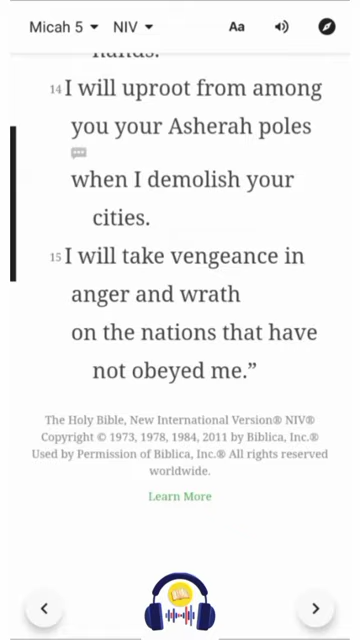 Micah 5 NIV Aa
hands.
14 I will uproot from among
you your Asherah poles
when I demolish your
cities.
15 I will take vengeance in
anger and wrath
on the nations that have
not obeyed me.”
The Holy Bible, New International Version® NIV®
Copyright © 1973, 1978, 1984, 2011 by Biblica, Inc.®
Used by Permission of Biblica, Inc.® All rights reserved
worldwide.
Learn More